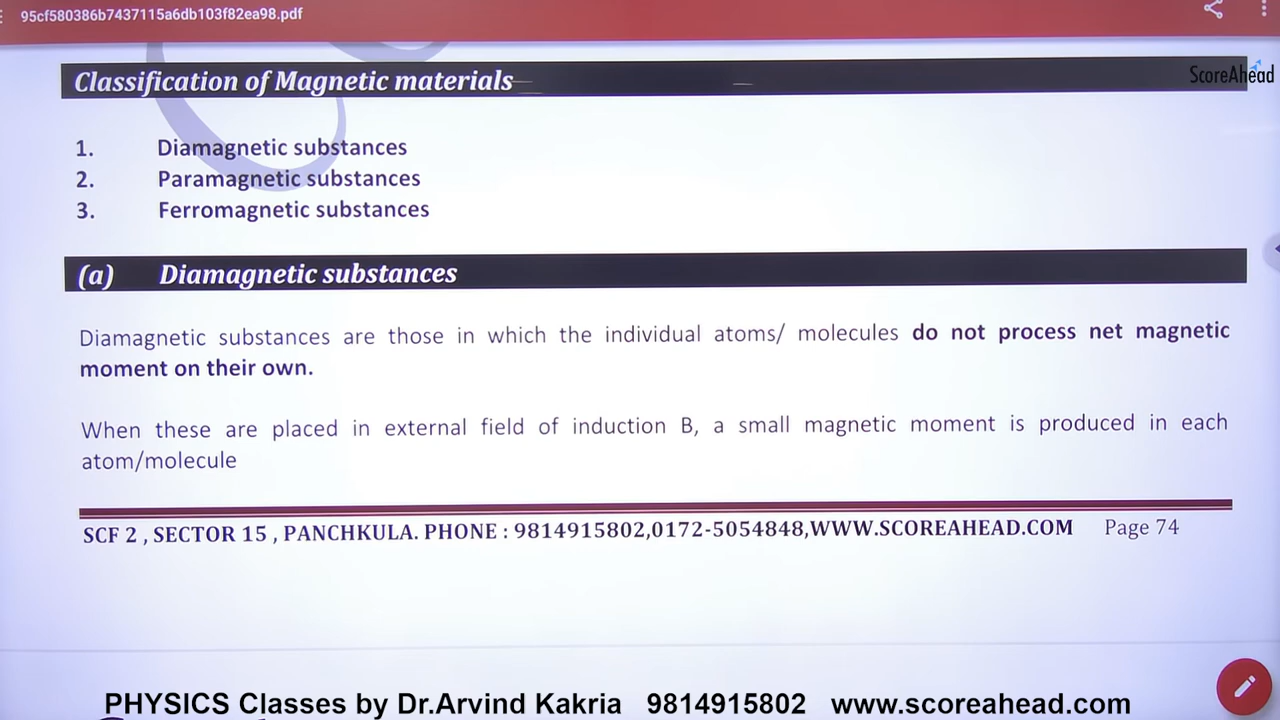 95cf580386b7437115a6db103f82ea98.pdf
Classification of Magnetic materials
ScoreAhead
1. Diamagnetic substances
2. Paramagnetic substances
3. Ferromagnetic substances
(a) Diamagnetic substances
Diamagnetic substances are those in which the individual atoms/ molecules do not process net magnetic
moment on their own.
When these are placed in external field of induction B, a small magnetic moment is produced in each
atom/molecule
SCF 2 , SECTOR 15 , PANCHKULA. PHONE : 9814915802,0172-5054848,WWW.SCOREAHEAD.COM Page 74
PHYSICS Classes by Dr.Arvind Kakria 9814915802 www.scoreahead.com